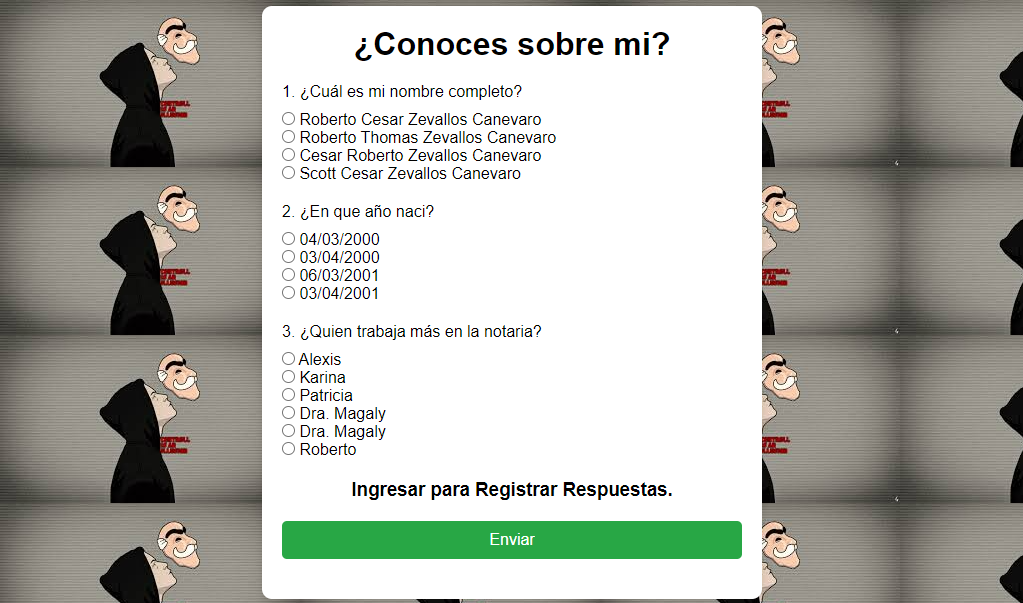 ¿Conoces sobre mi?
1. ¿Cuál es mi nombre completo?
Roberto Cesar Zevallos Canevaro
Roberto Thomas Zevallos Canevaro
Cesar Roberto Zevallos Canevaro
Scott Cesar Zevallos Canevaro
2. ¿En que año naci?
04/03/2000
03/04/2000
06/03/2001
03/04/2001
3. ¿Quien trabaja más en la notaria?
Alexis
Karina
Patricia
Dra. Magaly
Dra. Magaly
Roberto
Ingresar para Registrar Respuestas.
Enviar